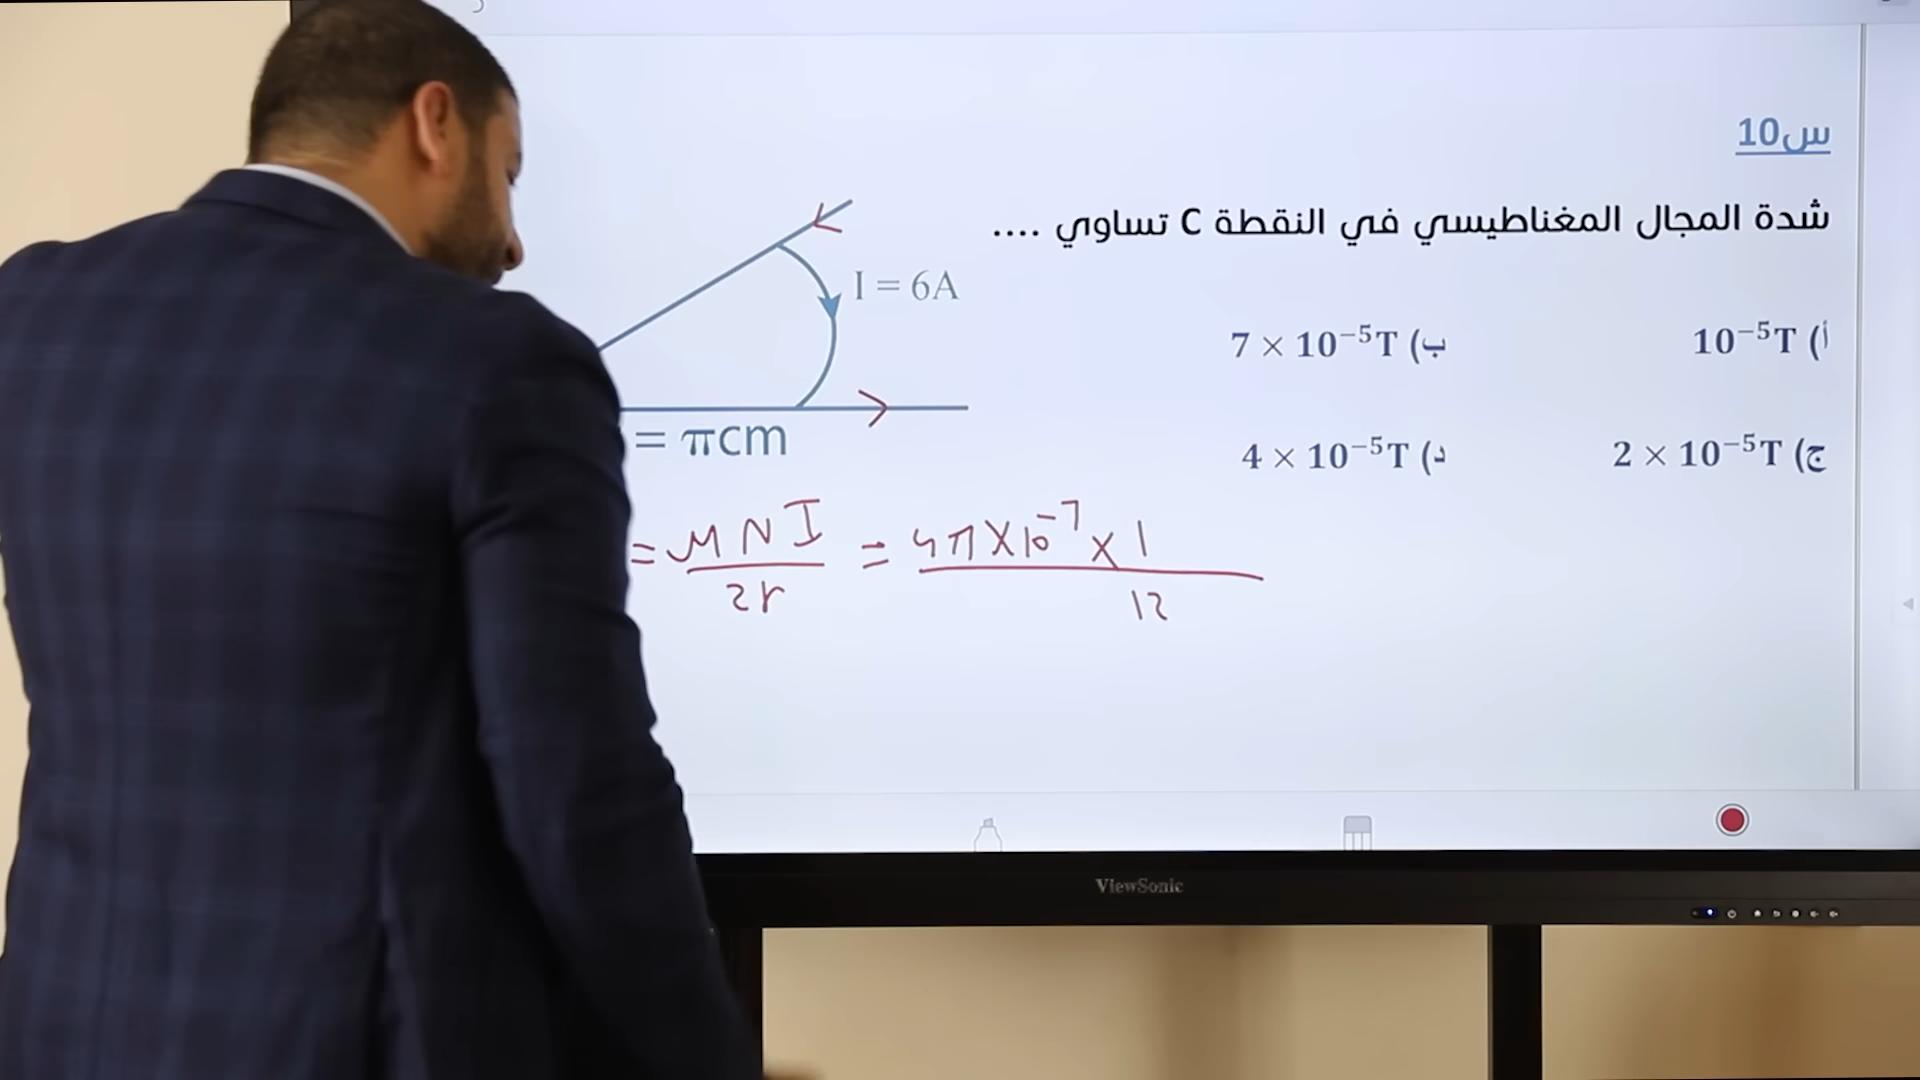 س10
شدة المجال المغناطيسي في النقطة C تساوي ....
أ) 10⁻⁵T
ب) 7 × 10⁻⁵T
ج) 2 × 10⁻⁵T
د) 4 × 10⁻⁵T
I = 6A
= πcm
= μNI / 2r = 4π × 10⁻⁷ × 1 / 12
ViewSonic